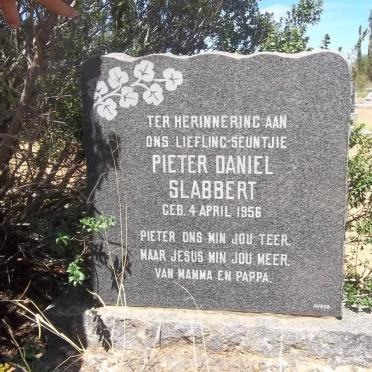 TER HERINNERING AAN
ONS LIEFLING-SEUNTJIE
PIETER DANIEL
SLABBERT
GEB. 4 APRIL 1956
PIETER ONS MIN JOU TEER,
MAAR JESUS MIN JOU MEER.
VAN MAMMA EN PAPPA.